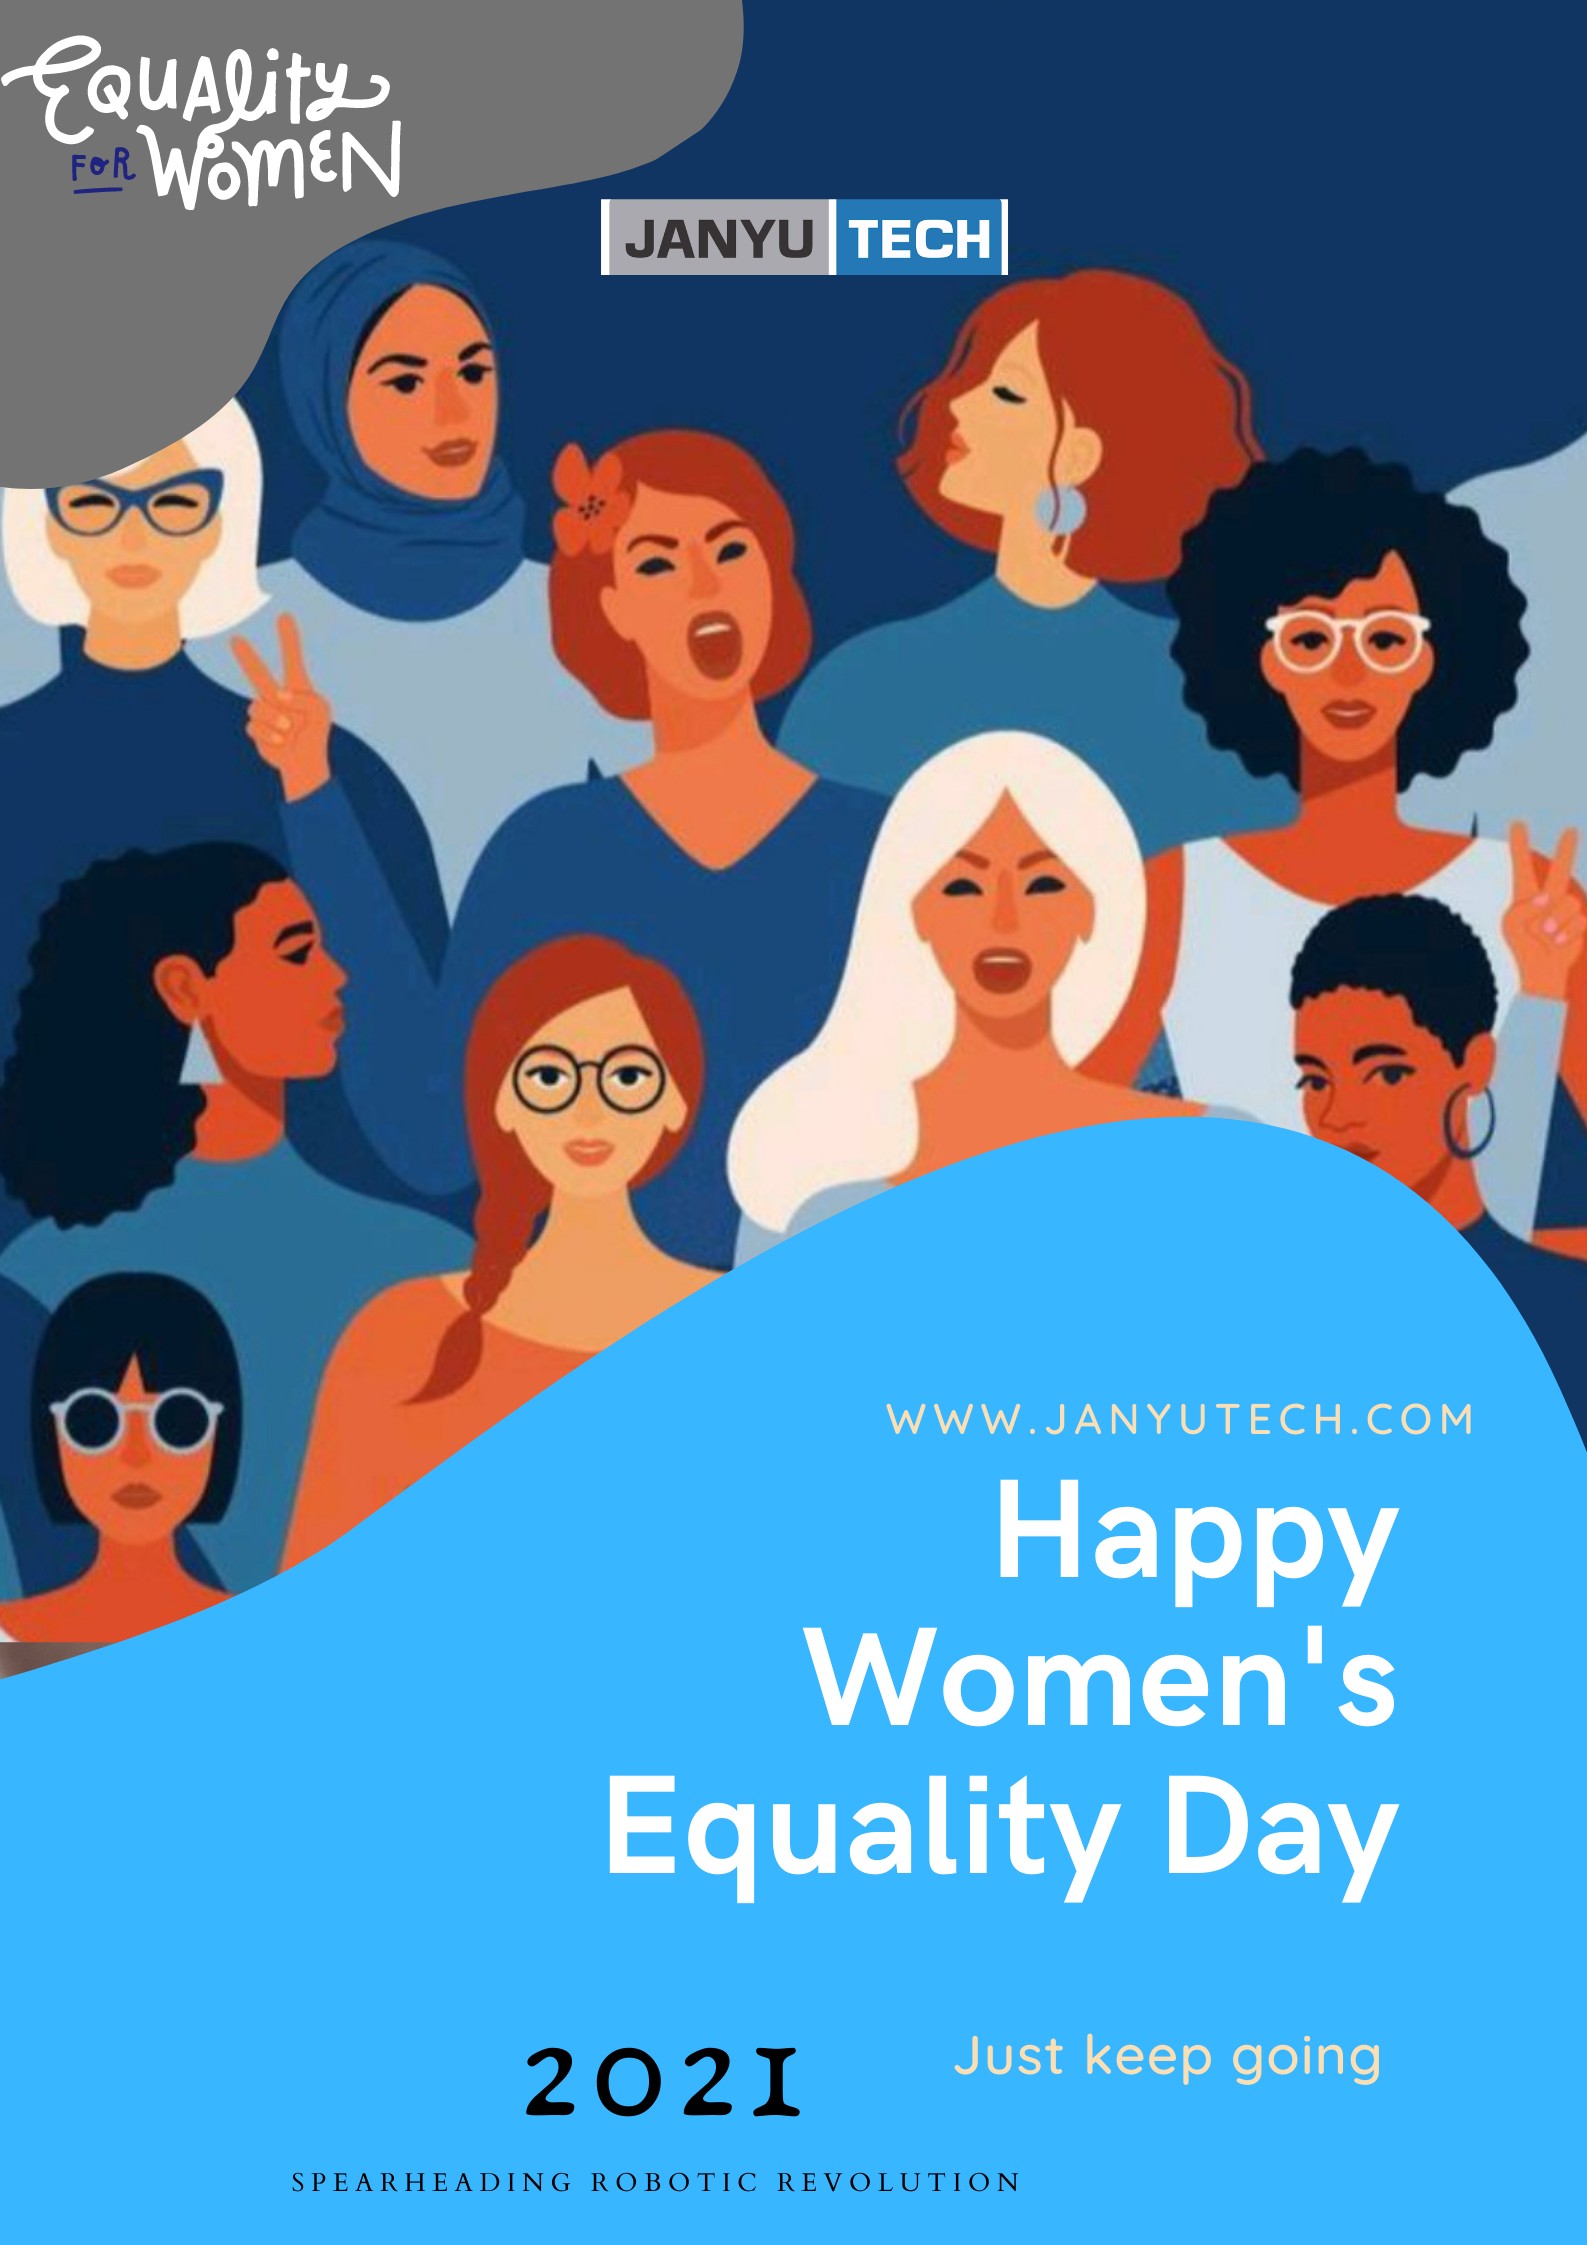 EQUAlity
FOR WOMEN
JANYU TECH
WWW.JANYUTECH.COM
Happy
Women's
Equality Day
Just keep going
2021
SPEARHEADING ROBOTIC REVOLUTION